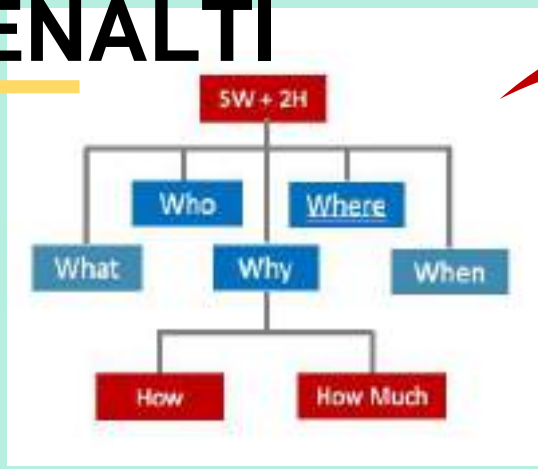 ENALTI
5W + 2H
Who
Where
What
Why
When
How
How Much